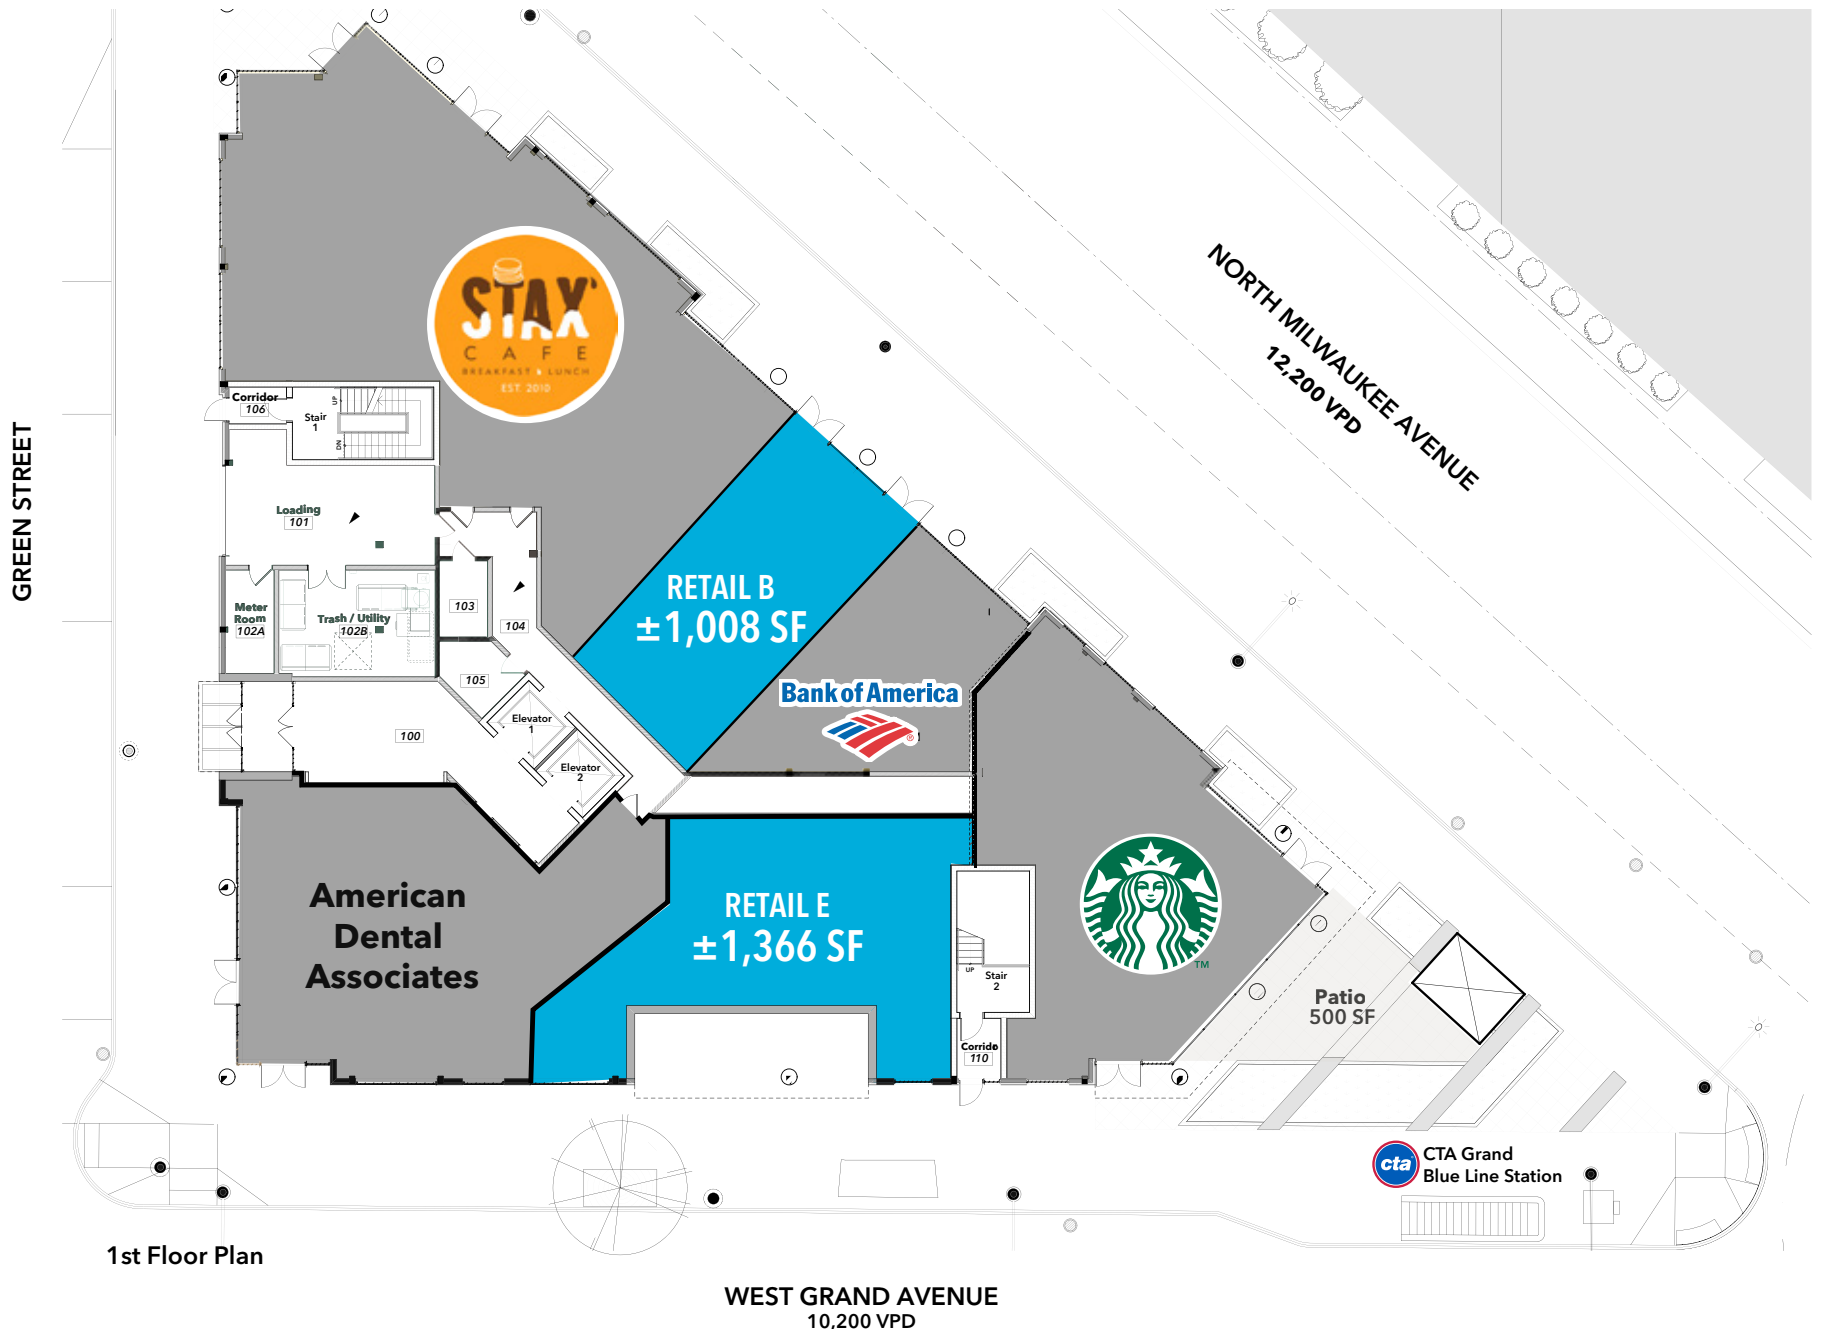 STAX'
CAFE
BREAKFAST & LUNCH
EST. 2010
NORTH MILWAUKEE AVENUE
12,200 VPD
GREEN STREET
Corridor
106
Stair
1
UP
DN
Loading
101
Meter
Room
102A
Trash / Utility
102B
103
104
105
100
Elevator
1
Elevator
2
RETAIL B
±1,008 SF
Bank of America
®
American
Dental
Associates
RETAIL E
±1,366 SF
UP
Stair
2
Corrido
110
TM
Patio
500 SF
cta
CTA Grand
Blue Line Station
1st Floor Plan
WEST GRAND AVENUE
10,200 VPD